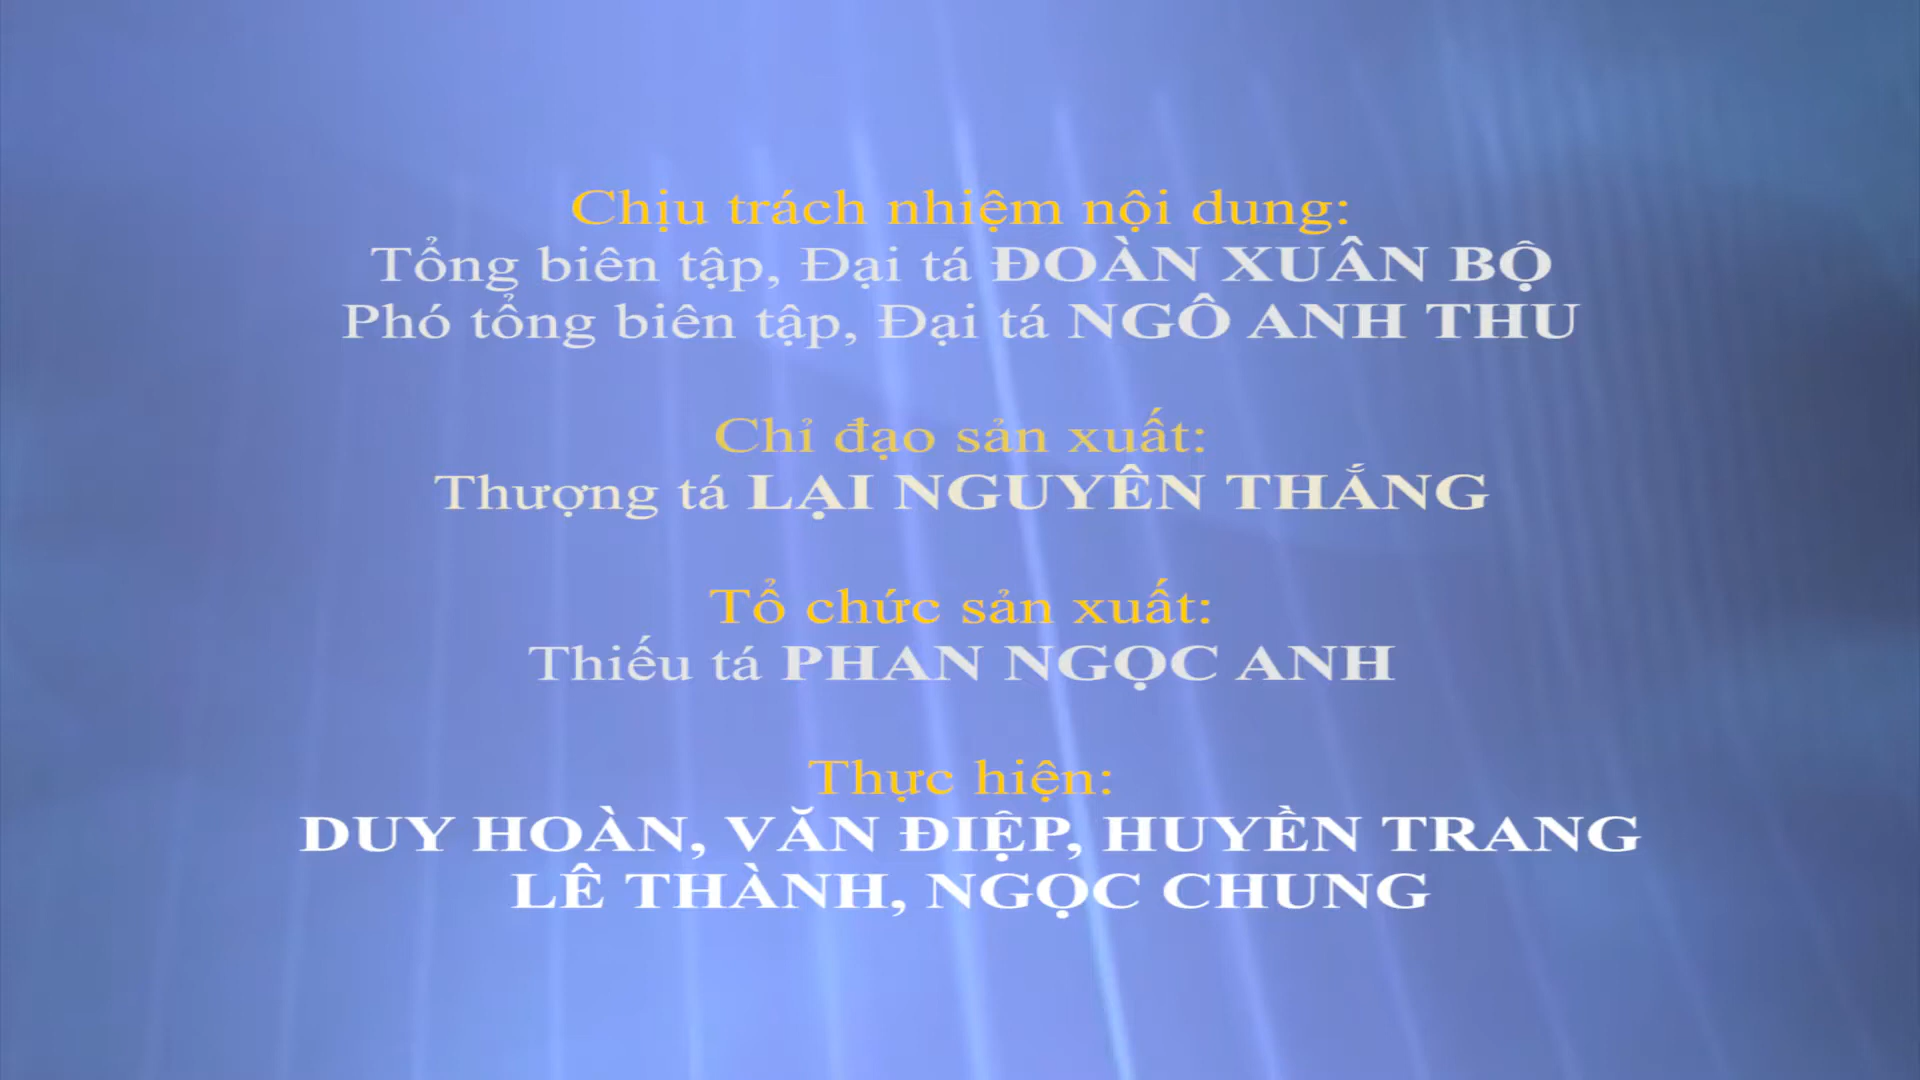 Chịu trách nhiệm nội dung:
Tổng biên tập, Đại tá ĐOÀN XUÂN BỘ
Phó tổng biên tập, Đại tá NGÔ ANH THU
Chỉ đạo sản xuất:
Thượng tá LẠI NGUYÊN THẮNG
Tổ chức sản xuất:
Thiếu tá PHAN NGỌC ANH
Thực hiện:
DUY HOÀN, VĂN ĐIỆP, HUYỀN TRANG
LÊ THÀNH, NGỌC CHUNG